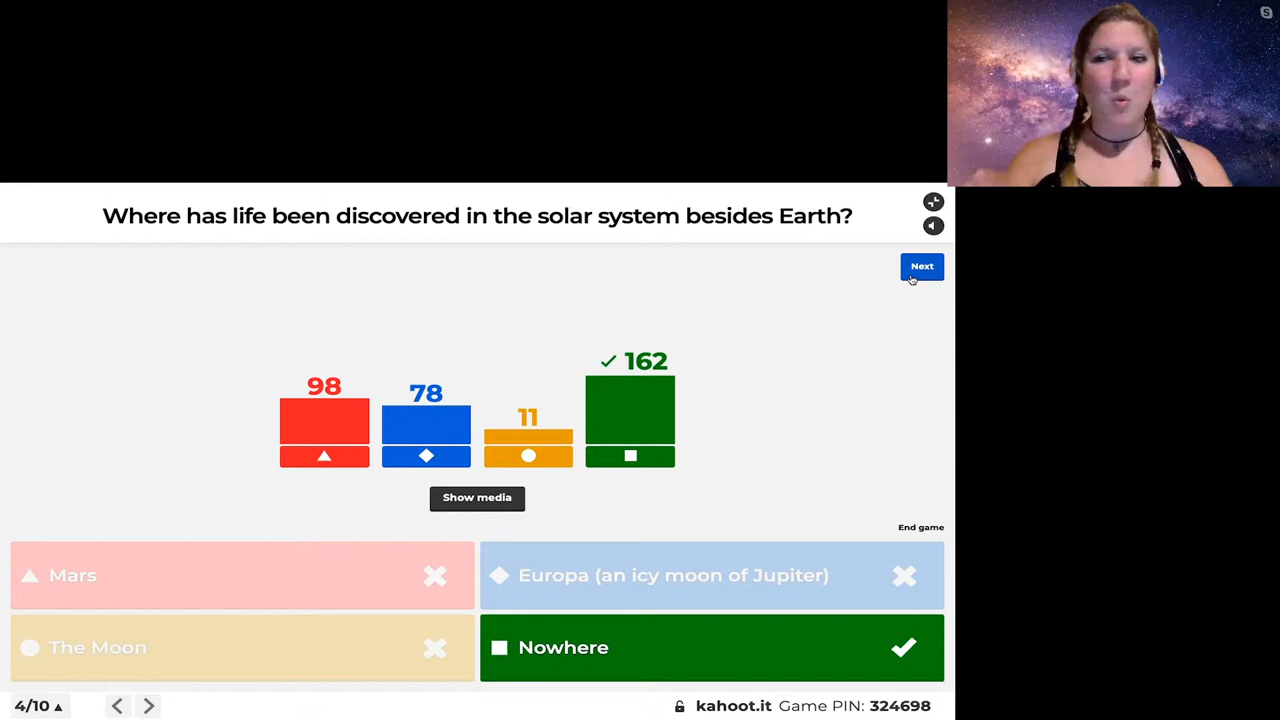 Where has life been discovered in the solar system besides Earth?
Next
98
78
11
162
Show media
End game
Mars
Europa (an icy moon of Jupiter)
The Moon
Nowhere
4/10
kahoot.it Game PIN: 324698